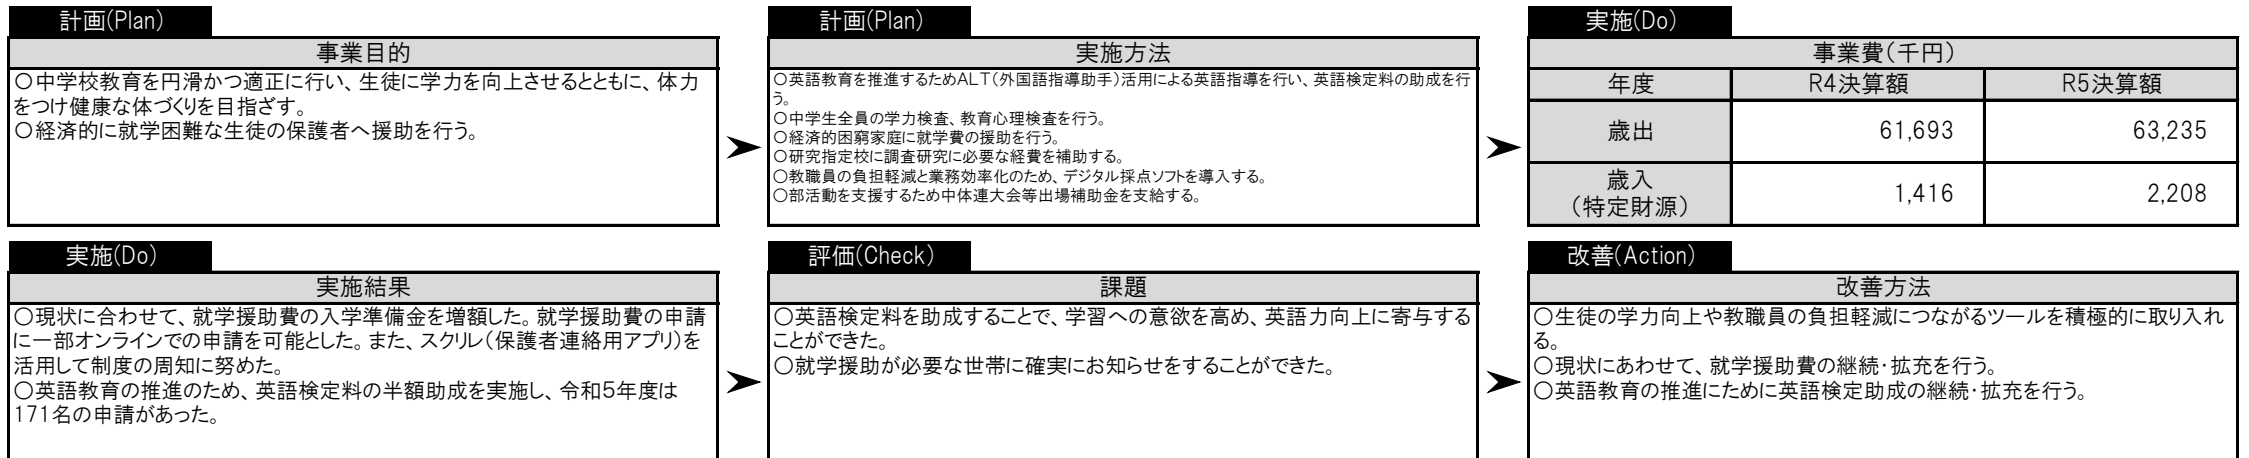 計画(Plan)
事業目的
○中学校教育を円滑かつ適正に行い、生徒に学力を向上させるとともに、体力
をつけ健康な体づくりを目指ざす。
○経済的に就学困難な生徒の保護者へ援助を行う。
計画(Plan)
実施方法
○英語教育を推進するためALT(外国語指導助手)活用による英語指導を行い、英語検定料の助成を行
う。
○中学生全員の学力検査、教育心理検査を行う。
○経済的困窮家庭に就学費の援助を行う。
○研究指定校に調査研究に必要な経費を補助する。
○教職員の負担軽減と業務効率化のため、デジタル採点ソフトを導入する。
○部活動を支援するため中体連大会等出場補助金を支給する。
実施(Do)
事業費(千円)
年度 R4決算額 R5決算額
歳出 61,693 63,235
歳入
(特定財源) 1,416 2,208
実施(Do)
実施結果
○現状に合わせて、就学援助費の入学準備金を増額した。就学援助費の申請
に一部オンラインでの申請を可能とした。また、スクリレ(保護者連絡用アプリ)を
活用して制度の周知に努めた。
○英語教育の推進のため、英語検定料の半額助成を実施し、令和5年度は
171名の申請があった。
評価(Check)
課題
○英語検定料を助成することで、学習への意欲を高め、英語力向上に寄与する
ことができた。
○就学援助が必要な世帯に確実にお知らせをすることができた。
改善(Action)
改善方法
○生徒の学力向上や教職員の負担軽減につながるツールを積極的に取り入れ
る。
○現状にあわせて、就学援助費の継続・拡充を行う。
○英語教育の推進にために英語検定助成の継続・拡充を行う。